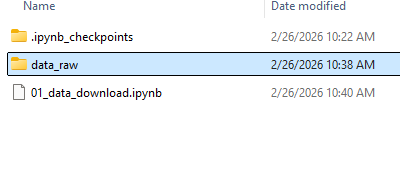 Name Date modified
.ipynb_checkpoints 2/26/2026 10:22 AM
data_raw 2/26/2026 10:38 AM
01_data_download.ipynb 2/26/2026 10:40 AM